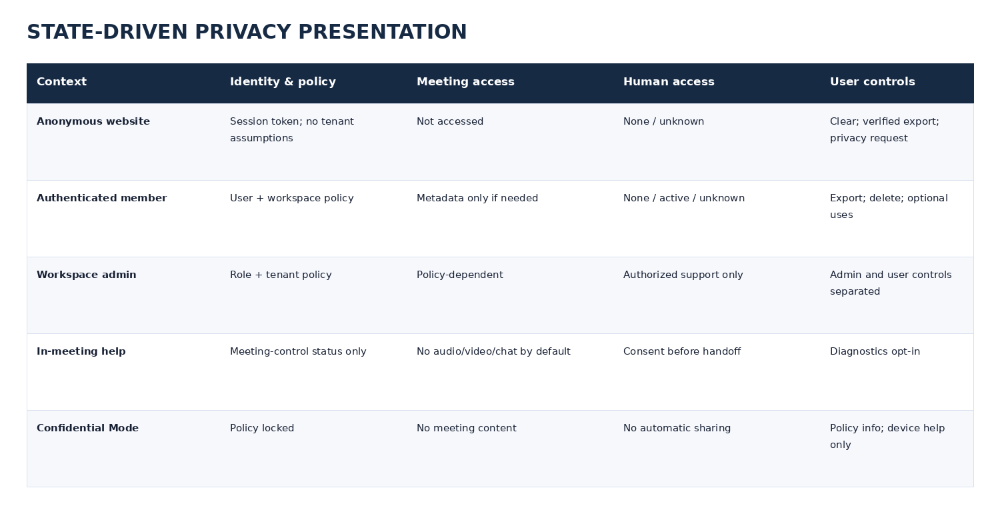 STATE-DRIVEN PRIVACY PRESENTATION
Context Identity & policy Meeting access Human access User controls
Anonymous website Session token; no tenant Not accessed None / unknown Clear; verified export;
assumptions privacy request
Authenticated member User + workspace policy Metadata only if needed None / active / unknown Export; delete; optional
uses
Workspace admin Role + tenant policy Policy-dependent Authorized support only Admin and user controls
separated
In-meeting help Meeting-control status only No audio/video/chat by default Consent before handoff Diagnostics opt-in
Confidential Mode Policy locked No meeting content No automatic sharing Policy info; device help
only